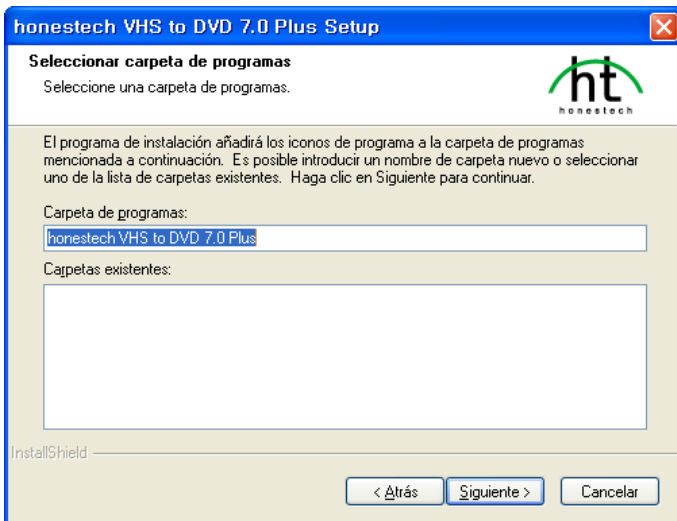 honestech VHS to DVD 7.0 Plus Setup
Seleccionar carpeta de programas
Seleccione una carpeta de programas.
ht
honestech
El programa de instalación añadirá los iconos de programa a la carpeta de programas
mencionada a continuación. Es posible introducir un nombre de carpeta nuevo o seleccionar
uno de la lista de carpetas existentes. Haga clic en Siguiente para continuar.
Carpeta de programas:
honestech VHS to DVD 7.0 Plus
Carpetas existentes:
InstallShield
< Atrás
Siguiente >
Cancelar